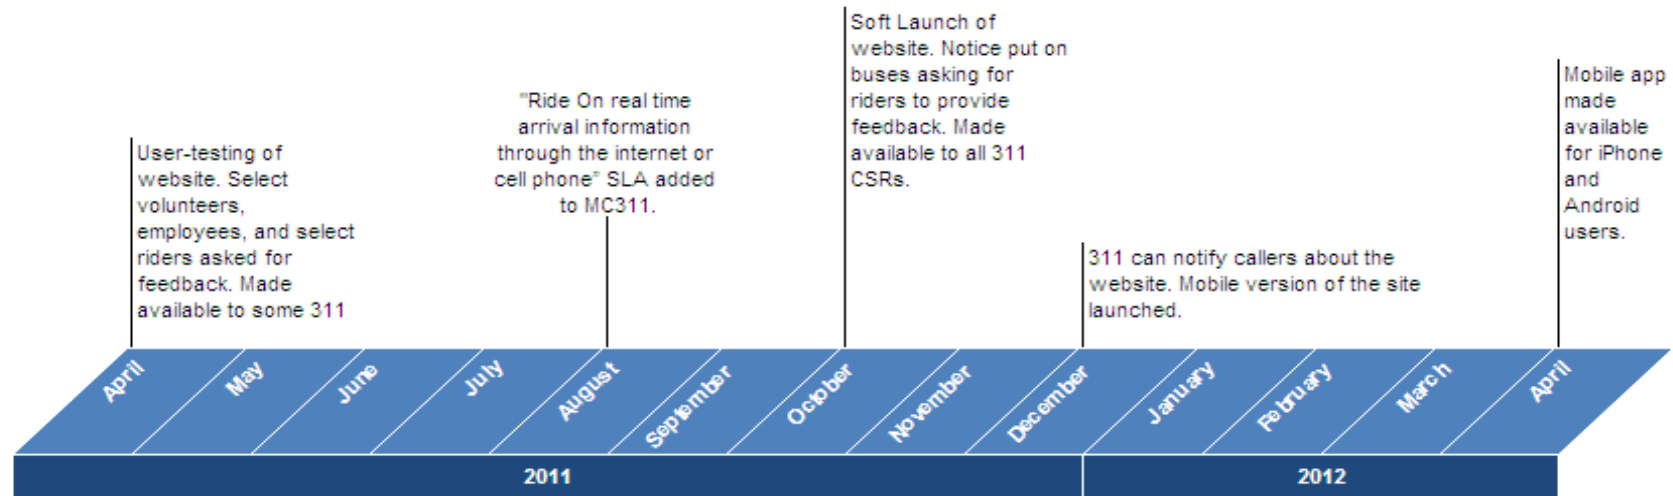 User-testing of
website. Select
volunteers,
employees, and select
riders asked for
feedback. Made
available to some 311
"Ride On real time
arrival information
through the internet or
cell phone" SLA added
to MC311.
Soft Launch of
website. Notice put on
buses asking for
riders to provide
feedback. Made
available to all 311
CSRs.
311 can notify callers about the
website. Mobile version of the site
launched.
Mobile app
made
available
for iPhone
and
Android
users.
April
May
June
July
August
September
October
November
December
January
February
March
April
2011
2012